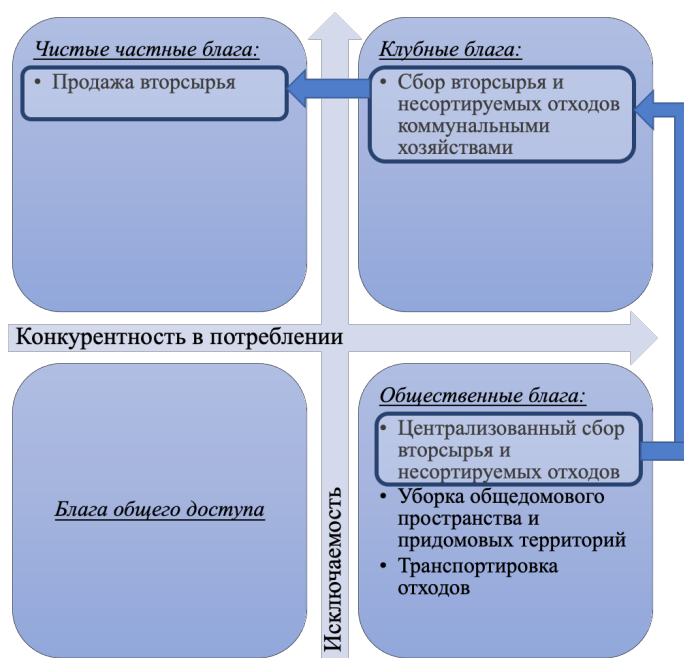 Чистые частные блага:
• Продажа вторсырья
Клубные блага:
• Сбор вторсырья и
несортируемых отходов
коммунальными
хозяйствами
Конкурентность в потреблении
Исключаемость
Блага общего доступа
Общественные блага:
• Централизованный сбор
вторсырья и
несортируемых отходов
• Уборка общедомового
пространства и
придомовых территорий
• Транспортировка
отходов